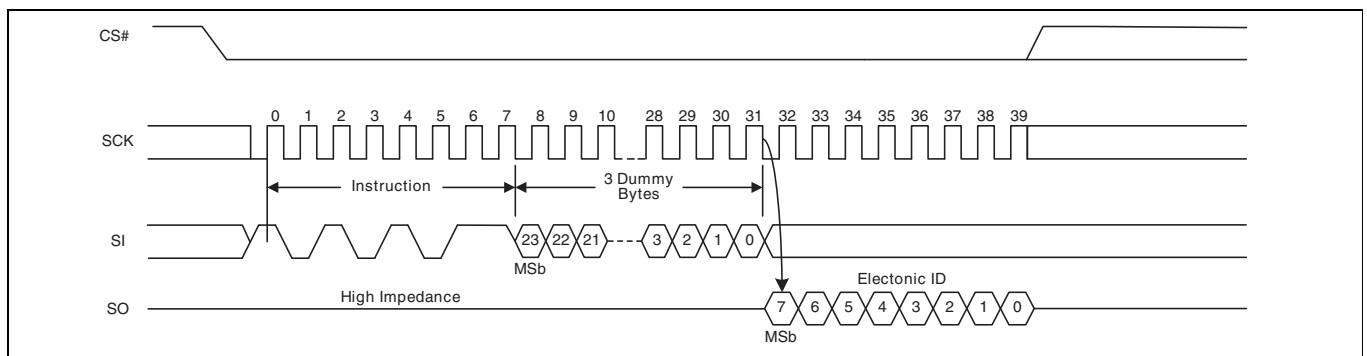 CS#
0 1 2 3 4 5 6 7 8 9 10 28 29 30 31 32 33 34 35 36 37 38 39
SCK
Instruction
3 Dummy
Bytes
SI
23 22 21 3 2 1 0
MSb
Electonic ID
High Impedance
SO
7 6 5 4 3 2 1 0
MSb